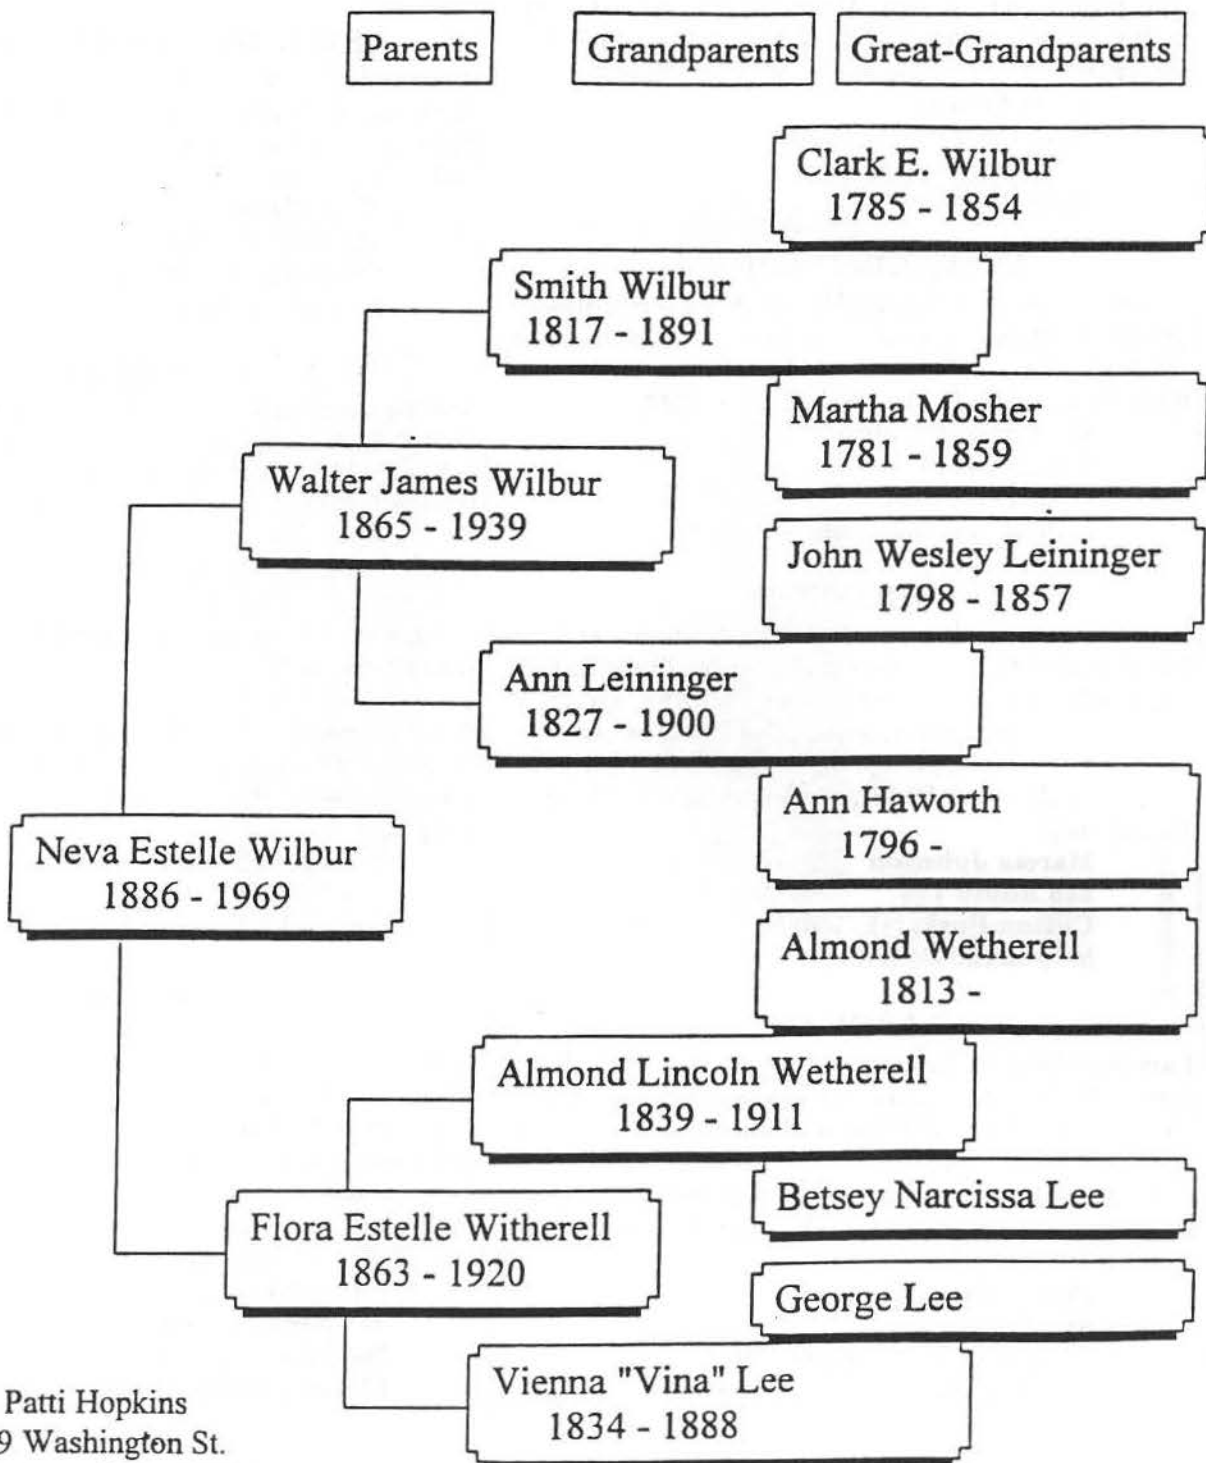 Parents
Grandparents
Great-Grandparents
Clark E. Wilbur
1785 - 1854
Smith Wilbur
1817 - 1891
Martha Mosher
1781 - 1859
Walter James Wilbur
1865 - 1939
John Wesley Leininger
1798 - 1857
Ann Leininger
1827 - 1900
Ann Haworth
1796 -
Neva Estelle Wilbur
1886 - 1969
Almond Wetherell
1813 -
Almond Lincoln Wetherell
1839 - 1911
Betsey Narcissa Lee
Flora Estelle Witherell
1863 - 1920
George Lee
Vienna "Vina" Lee
1834 - 1888
Patti Hopkins
9 Washington St.